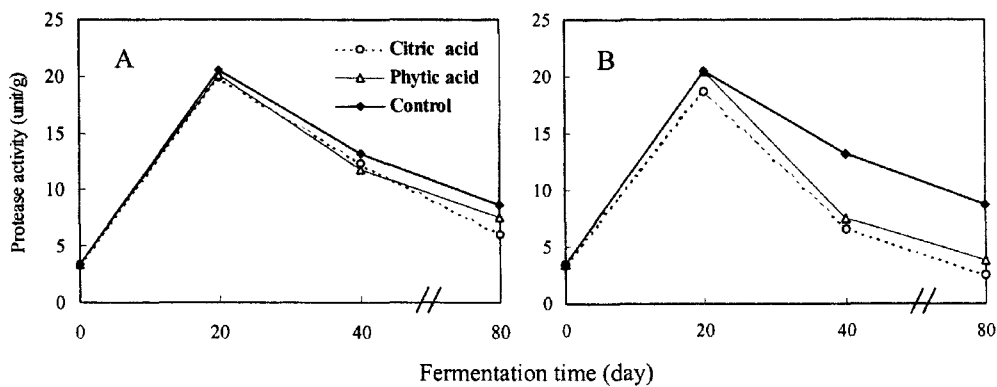 Protease activity (unit/g)
25
20
15
10
5
0
A
Citric acid
Phytic acid
Control
0 20 40 80
25
20
15
10
5
0
B
0 20 40 80
Fermentation time (day)